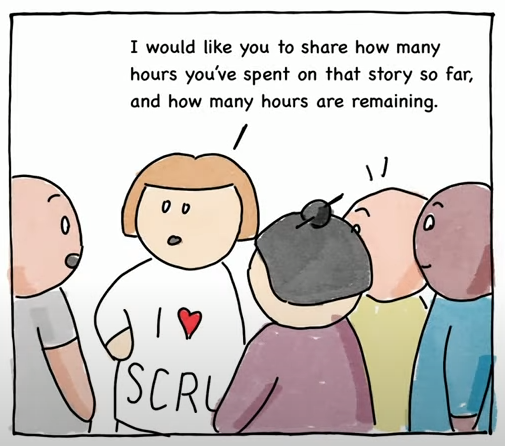 I would like you to share how many
hours you've spent on that story so far,
and how many hours are remaining.
I ♥
SCRU